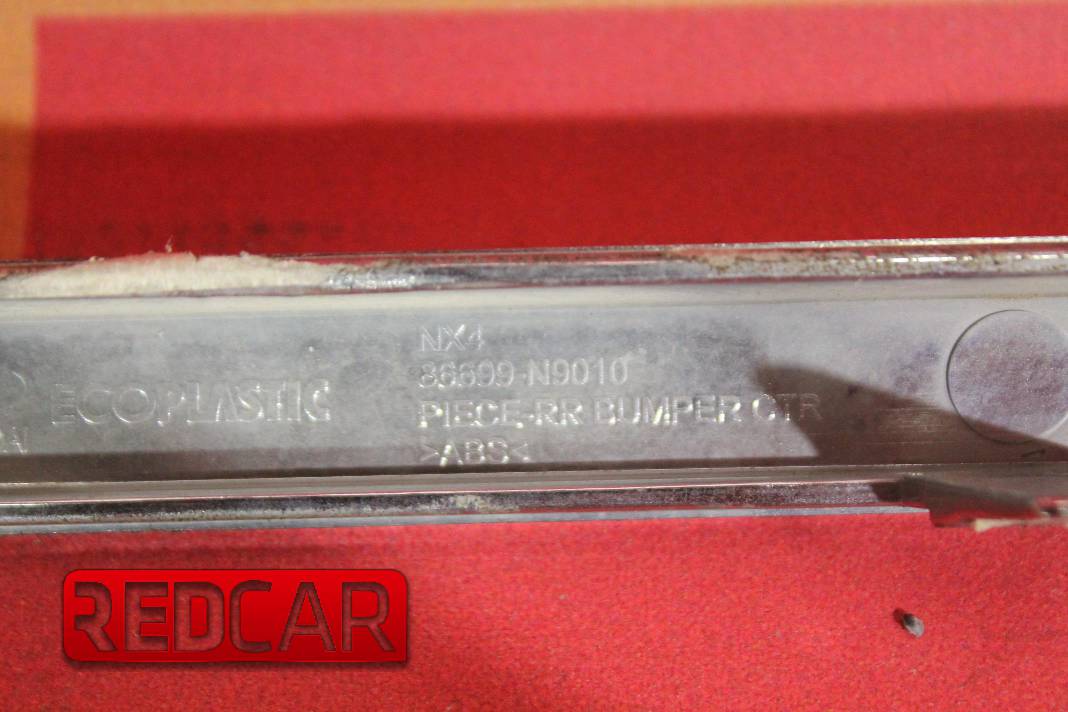 NX4
86699-N9010
ECOPLASTIC
PIECE-RR BUMPER CTR
>ABS<
REDCAR